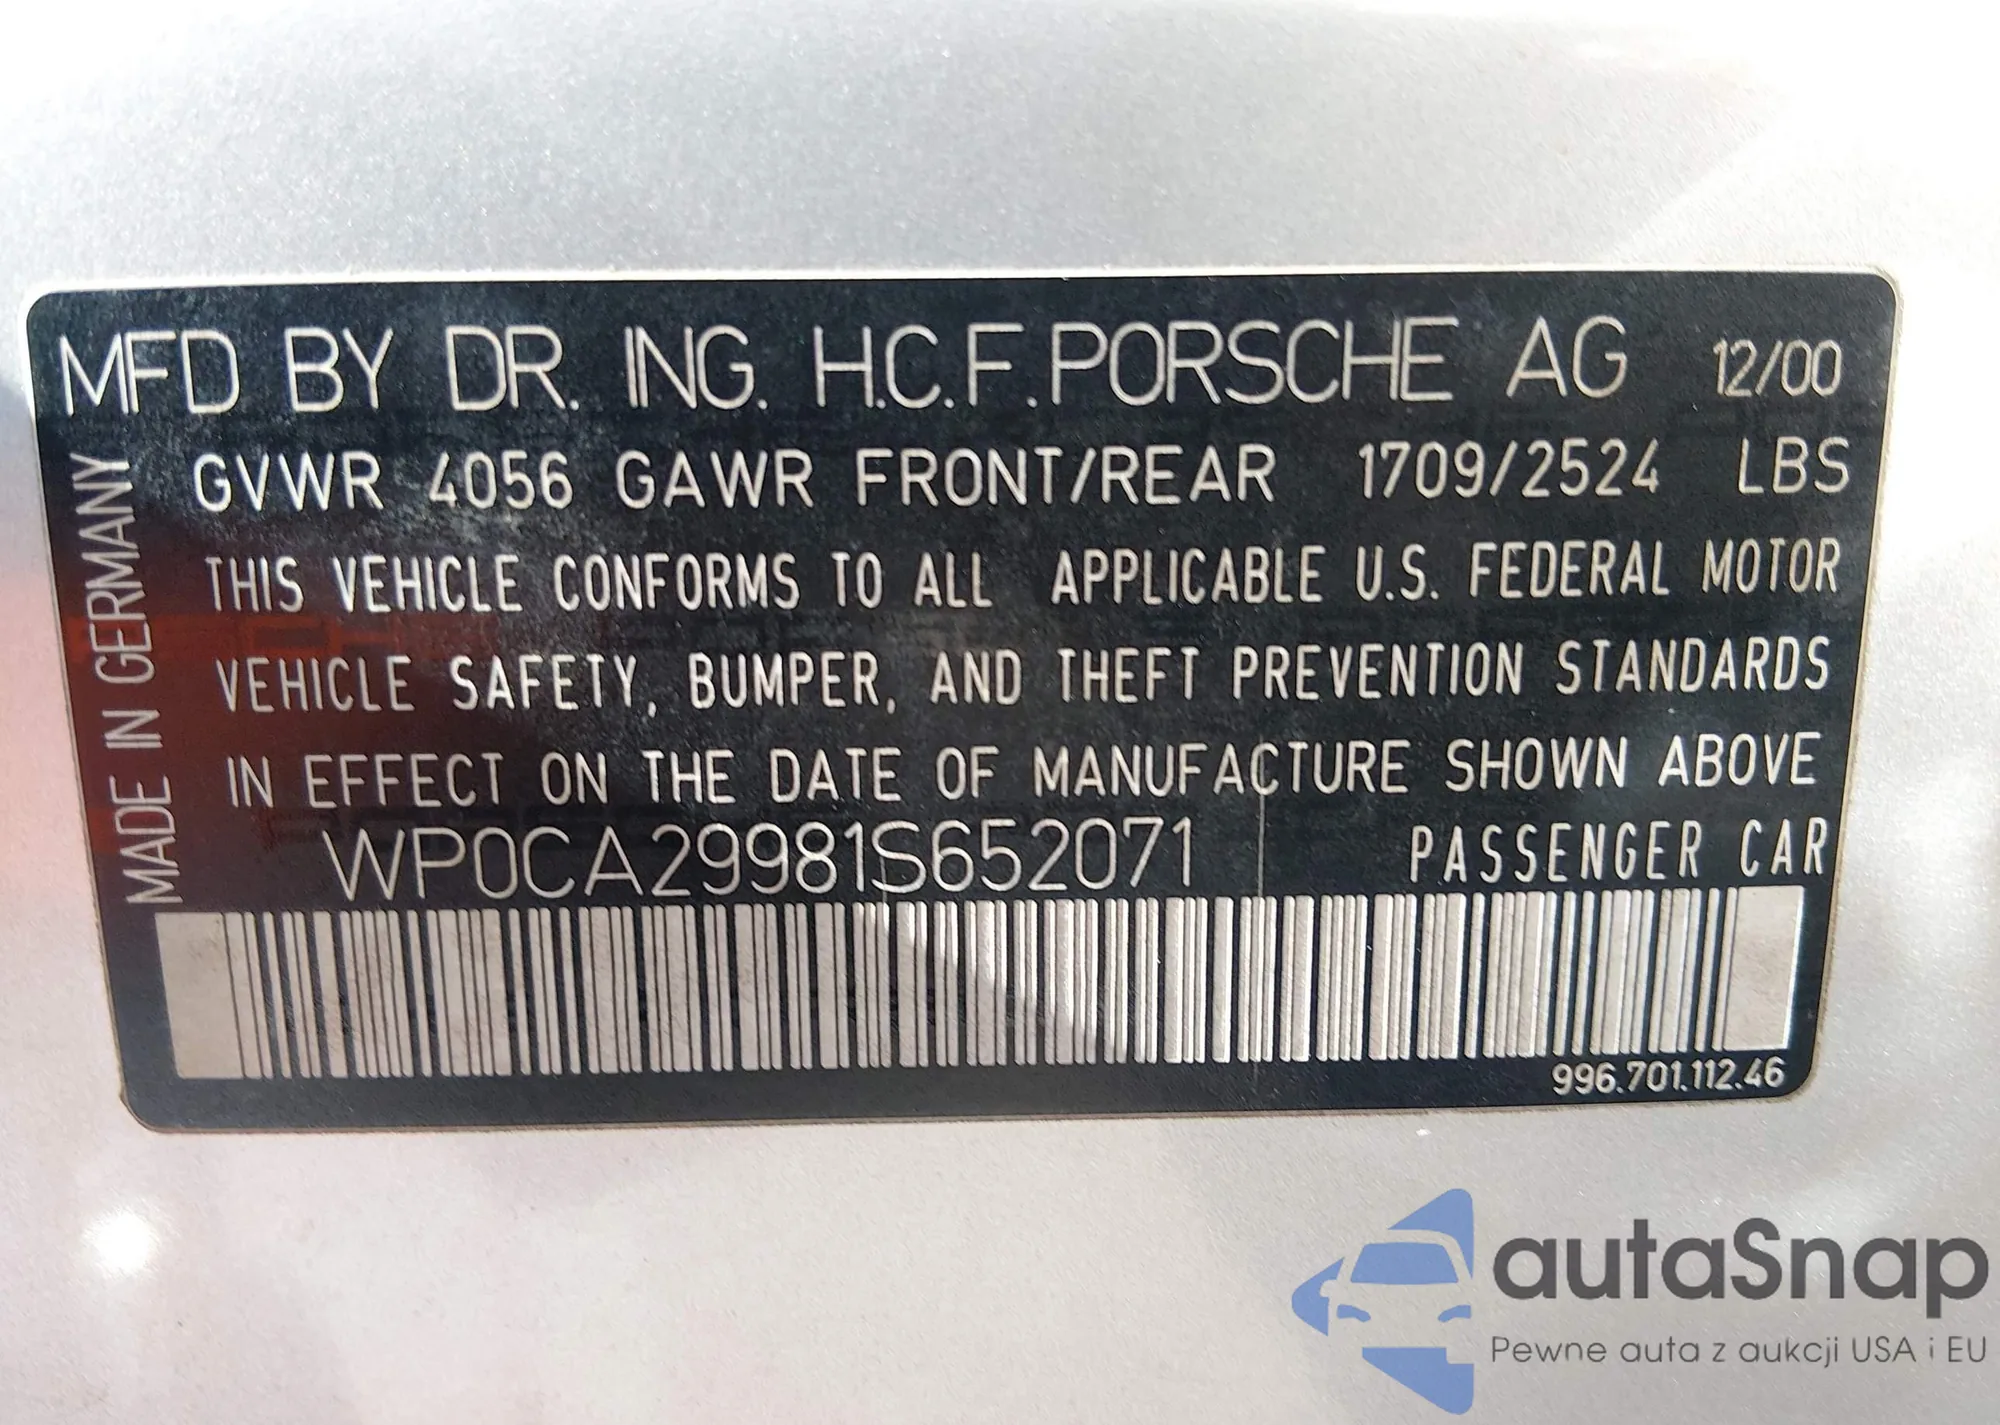 MFD BY DR. ING. H.C.F. PORSCHE AG 12/00
GVWR 4056 GAWR FRONT/REAR 1709/2524 LBS
THIS VEHICLE CONFORMS TO ALL APPLICABLE U.S. FEDERAL MOTOR
VEHICLE SAFETY, BUMPER, AND THEFT PREVENTION STANDARDS
IN EFFECT ON THE DATE OF MANUFACTURE SHOWN ABOVE
WP0CA29981S652071 PASSENGER CAR
MADE IN GERMANY
996.701.112.46
autaSnap
Pewne auta z aukcji USA i EU